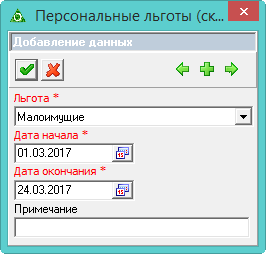 Персональные льготы (ск...
Добавление данных
Льгота *
Малоимущие
Дата начала *
01.03.2017
Дата окончания *
24.03.2017
Примечание